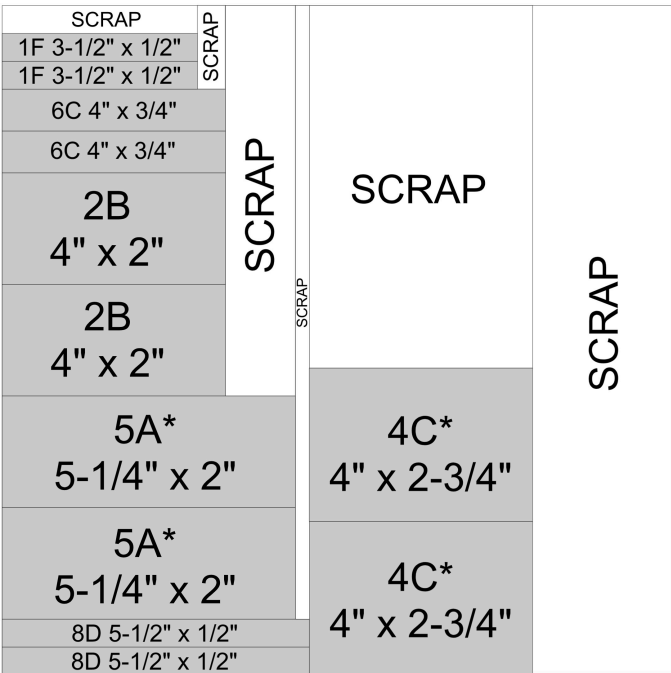 SCRAP
SCRAP
1F 3-1/2" x 1/2"
1F 3-1/2" x 1/2"
6C 4" x 3/4"
6C 4" x 3/4"
2B
4" x 2"
2B
4" x 2"
SCRAP
5A*
5-1/4" x 2"
5A*
5-1/4" x 2"
SCRAP
8D 5-1/2" x 1/2"
8D 5-1/2" x 1/2"
SCRAP
4C*
4" x 2-3/4"
4C*
4" x 2-3/4"
SCRAP